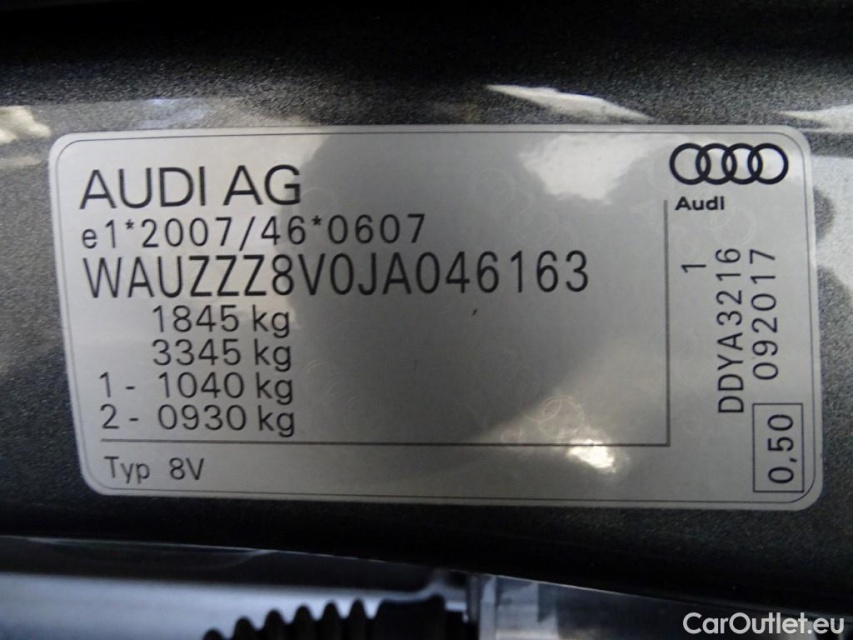 AUDI AG
e1*2007/46*0607
WAUZZZ8V0JA046163
1845 kg
3345 kg
1 - 1040 kg
2 - 0930 kg
Typ 8V
Audi
1
DDYA3216
092017
0,50
CarOutlet.eu